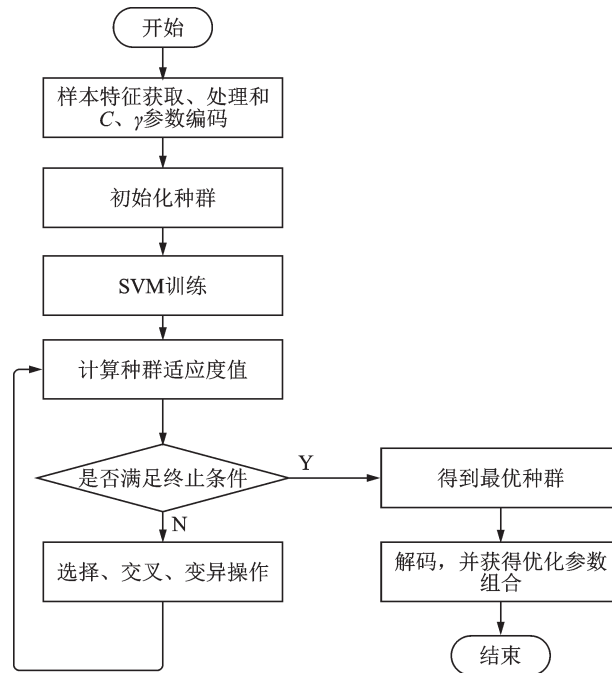 开始
样本特征获取、处理和
C、γ参数编码
初始化种群
SVM训练
计算种群适应度值
是否满足终止条件
Y
N
选择、交叉、变异操作
得到最优种群
解码，并获得优化参数
组合
结束